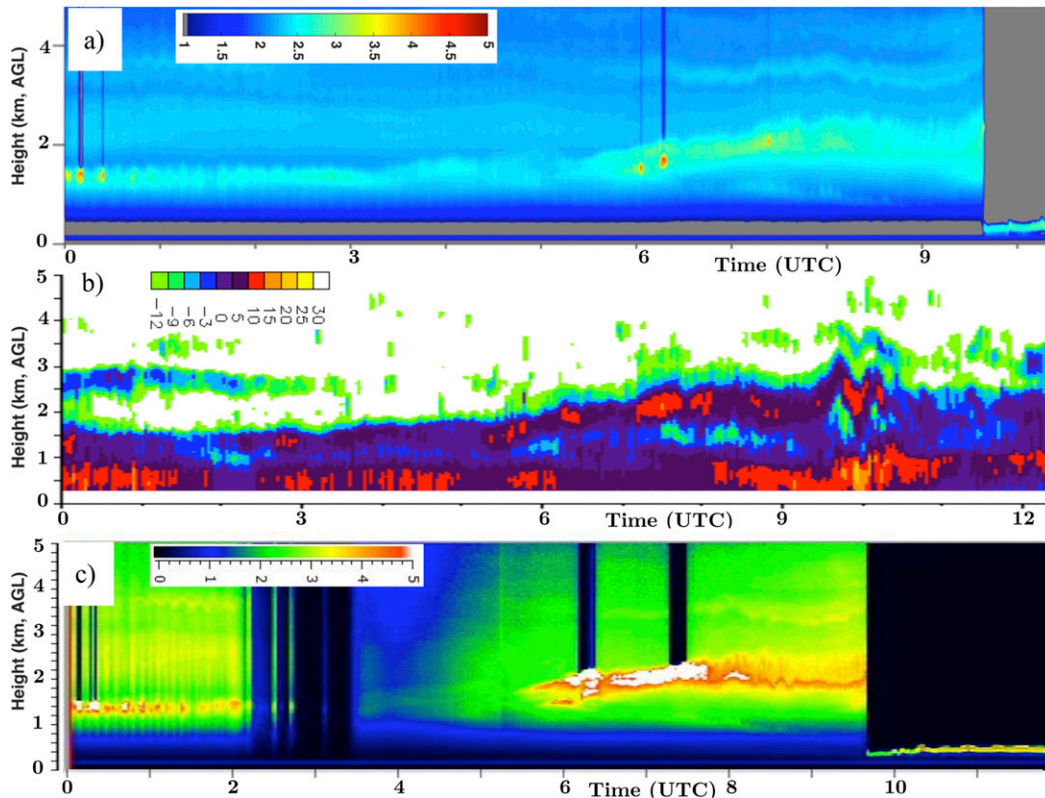 a)
1 1.5 2 2.5 3 3.5 4 4.5 5
Height (km, AGL)
4
2
0
0 3 6 9
Time (UTC)
b)
−12 −9 −6 −3 0 5 10 15 20 25 30
Height (km, AGL)
5
4
3
2
1
0
0 3 6 9 12
Time (UTC)
c)
0 1 2 3 4 5
Height (km, AGL)
5
4
3
2
1
0
0 2 4 6 8 10
Time (UTC)